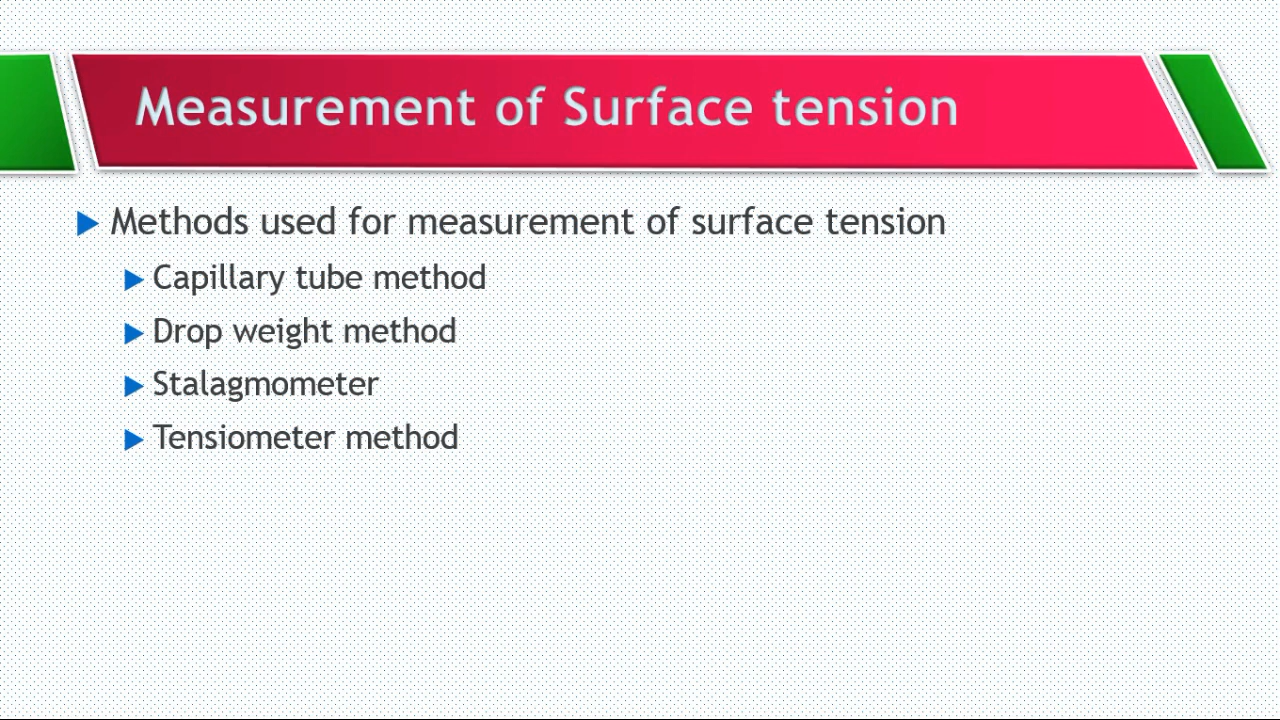 Measurement of Surface tension
Methods used for measurement of surface tension
Capillary tube method
Drop weight method
Stalagmometer
Tensiometer method